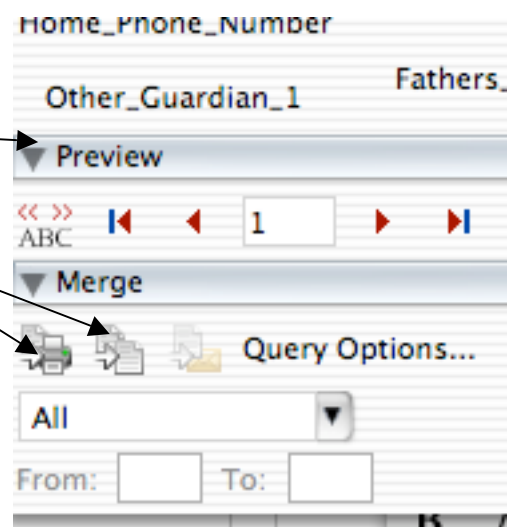 Home_Phone_Number
Fathers_
Other_Guardian_1
Preview
<< >>
ABC
1
Merge
Query Options...
All
From: To: